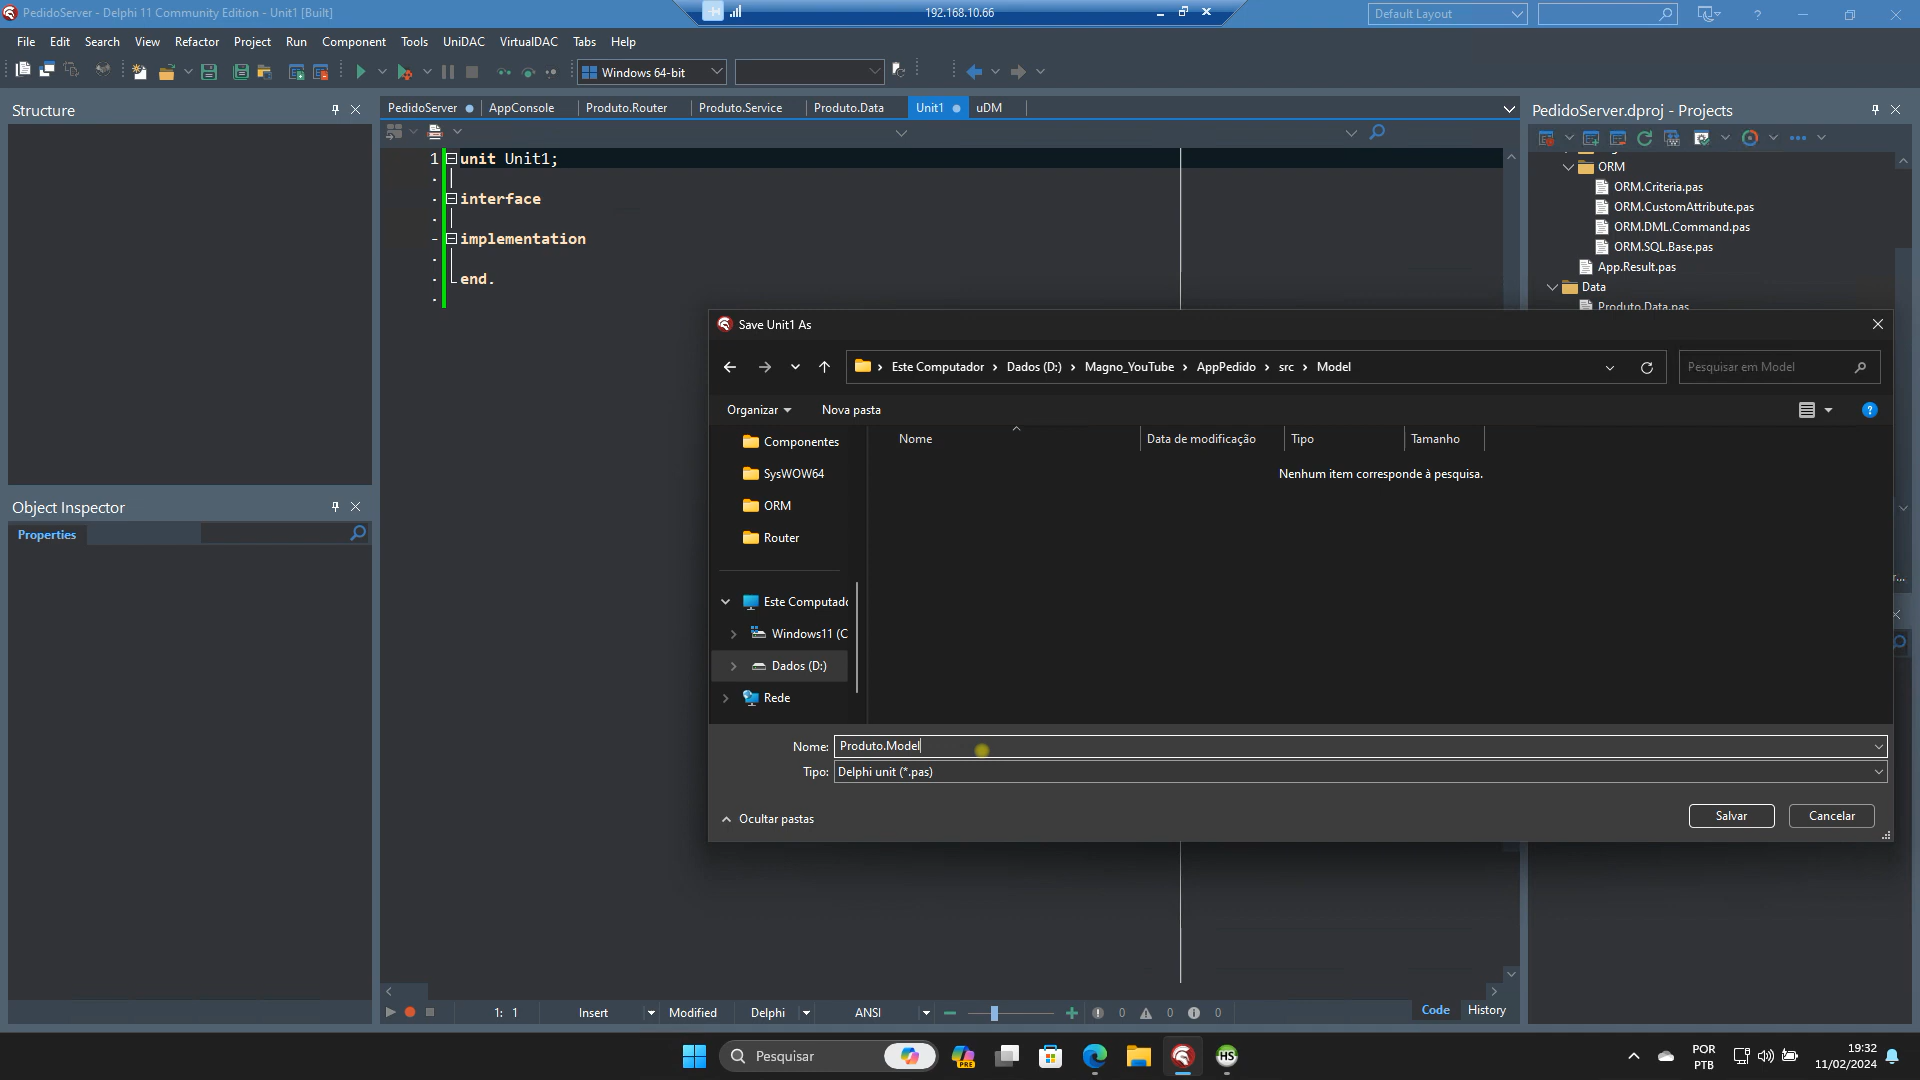 PedidoServer - Delphi 11 Community Edition - Unit1 [Built]
192.168.10.66
Default Layout
File Edit Search View Refactor Project Run Component Tools UniDAC VirtualDAC Tabs Help
Windows 64-bit
Structure
PedidoServer AppConsole Produto.Router Produto.Service Produto.Data Unit1 uDM
PedidoServer.dproj - Projects
1 unit Unit1;
interface
implementation
end.
ORM
ORM.Criteria.pas
ORM.CustomAttribute.pas
ORM.DML.Command.pas
ORM.SQL.Base.pas
App.Result.pas
Data
Produto.Data.pas
Object Inspector
Properties
Save Unit1 As
Este Computador Dados (D:) Magno_YouTube AppPedido src Model
Pesquisar em Model
Organizar Nova pasta
Nome Data de modificação Tipo Tamanho
Nenhum item corresponde à pesquisa.
Componentes
SysWOW64
ORM
Router
Este Computado
Windows11 (C
Dados (D:)
Rede
Nome: Produto.Model
Tipo: Delphi unit (*.pas)
Ocultar pastas
Salvar Cancelar
1: 1 Insert Modified Delphi ANSI 0 0 0
Code History
Pesquisar
PRE
HS
POR
PTB
19:32
11/02/2024